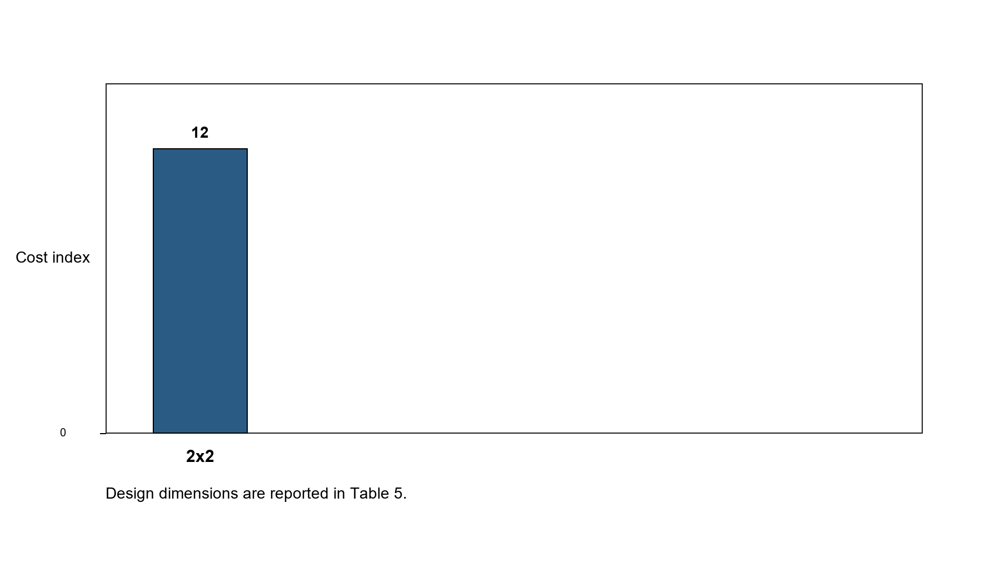 12
Cost index
0
2x2
Design dimensions are reported in Table 5.